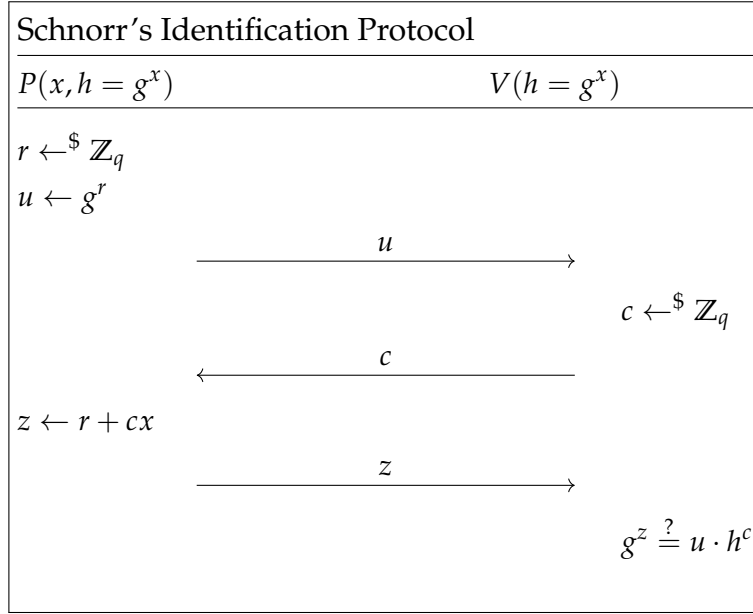 Schnorr's Identification Protocol
P(x, h = g^x) V(h = g^x)
r ←^$ ℤ_q
u ← g^r
u
c ←^$ ℤ_q
c
z ← r + cx
z
g^z ≟ u · h^c